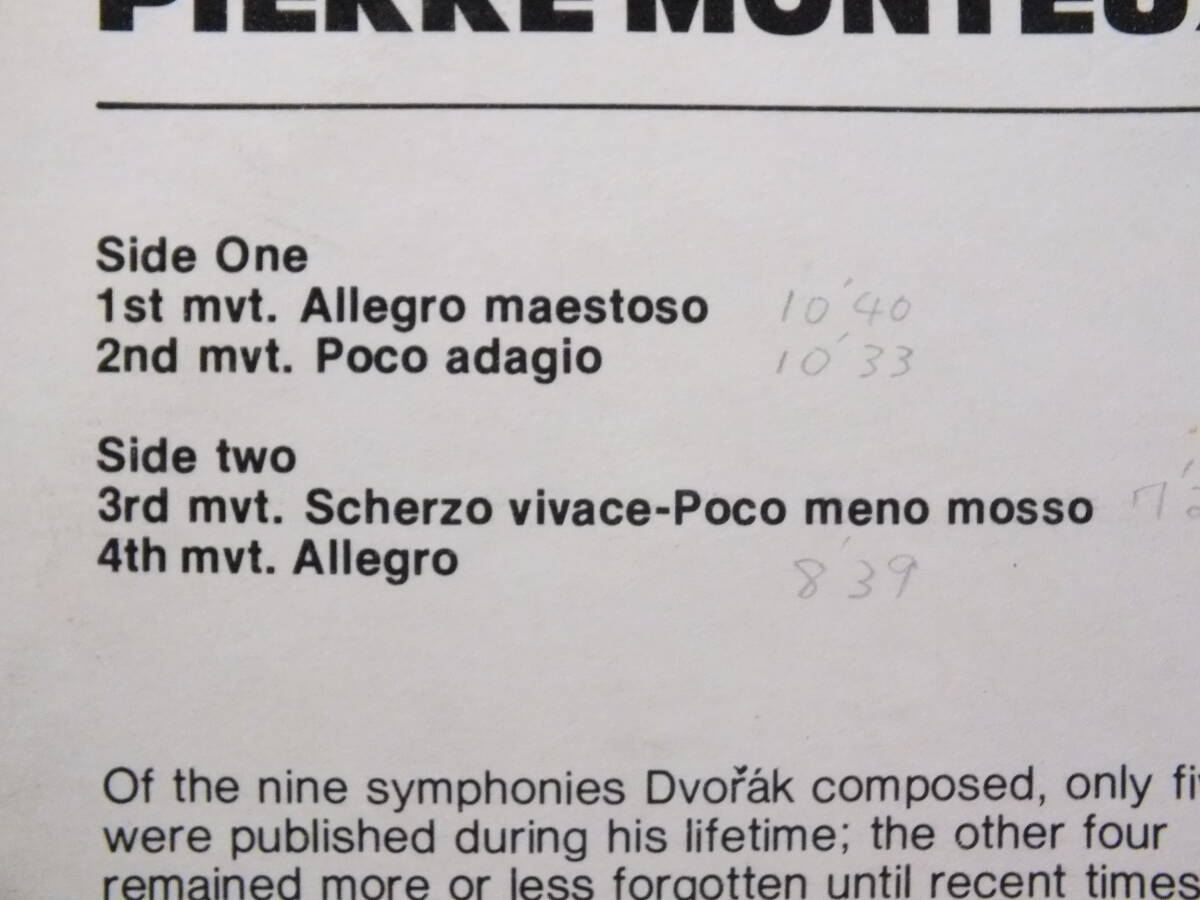 PIERRE MONTEUX
Side One
1st mvt. Allegro maestoso 10'40
2nd mvt. Poco adagio 10'33
Side two
3rd mvt. Scherzo vivace-Poco meno mosso 7'
4th mvt. Allegro 8'39
Of the nine symphonies Dvořák composed, only
were published during his lifetime; the other four
remained more or less forgotten until recent times